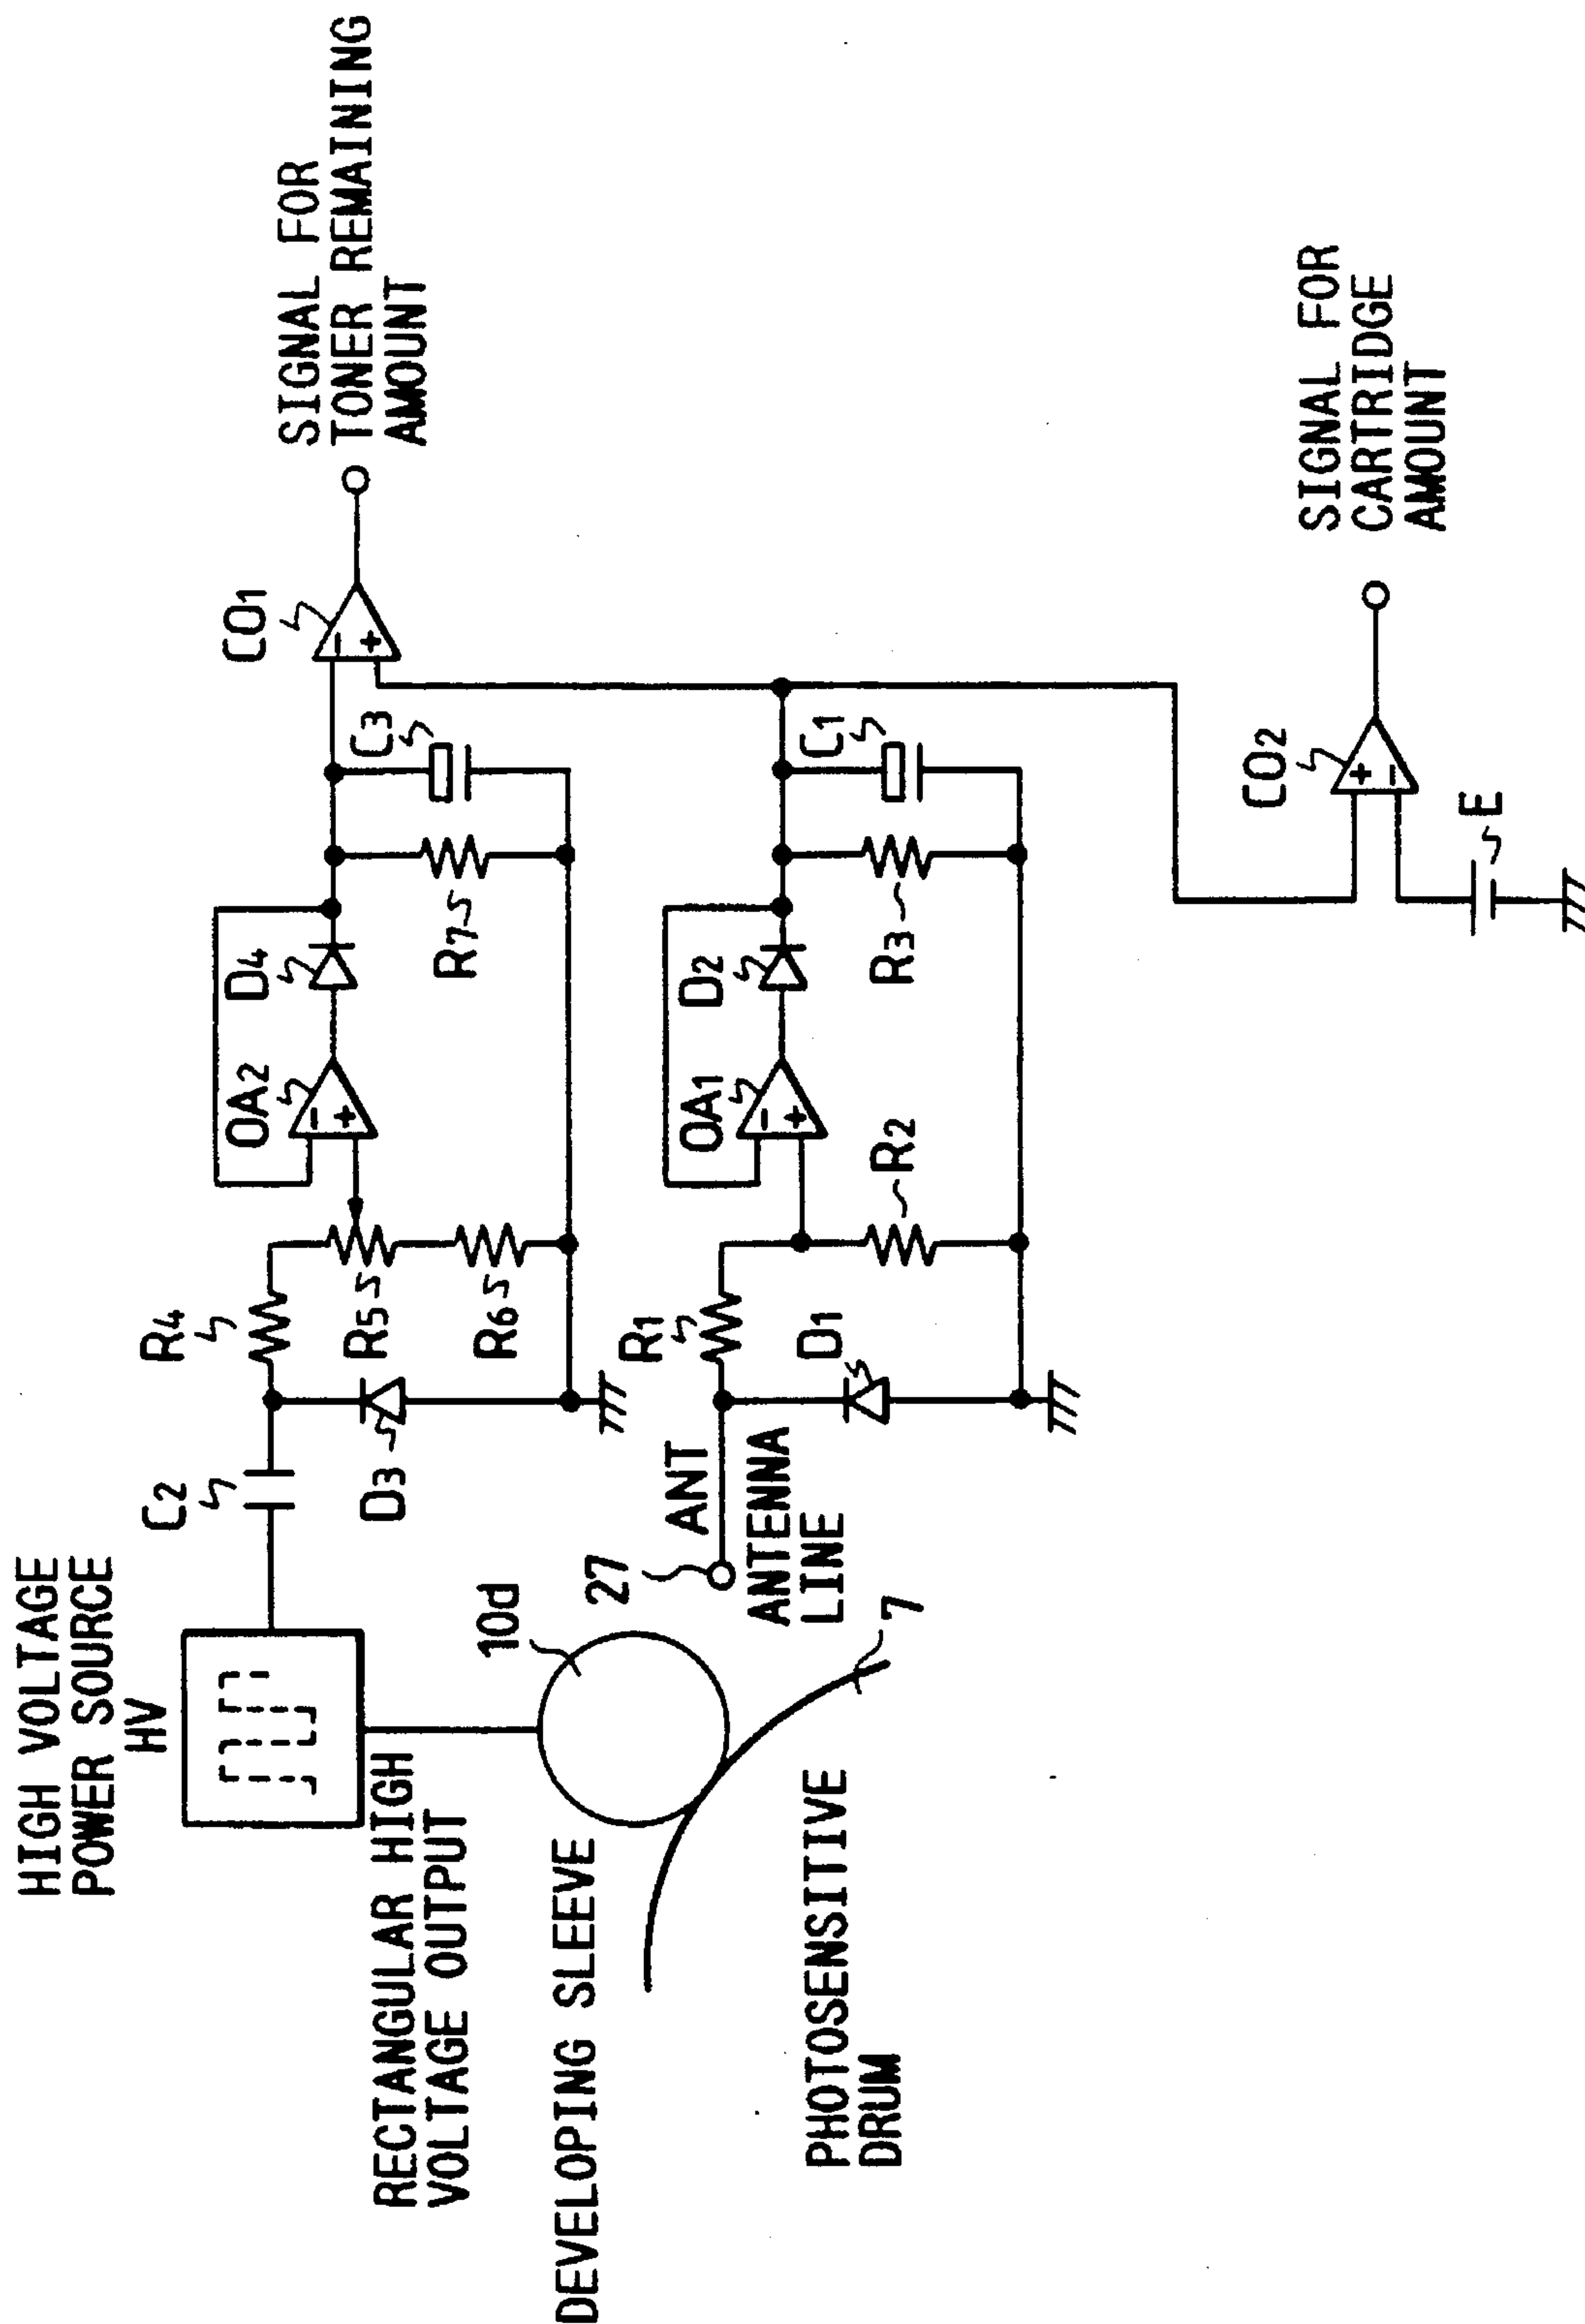 HIGH VOLTAGE
POWER SOURCE
HV
C2
R4
D3
R5
R6
OA2
-
+
D4
R7
C3
CO1
-
+
SIGNAL FOR
TONER REMAINING
AMOUNT
RECTANGULAR HIGH
VOLTAGE OUTPUT
10d
DEVELOPING SLEEVE
27
ANT
ANTENNA
LINE
R1
D1
R2
OA1
-
+
D2
R3
C1
7
PHOTOSENSITIVE
DRUM
CO2
+
-
E
SIGNAL FOR
CARTRIDGE
AMOUNT